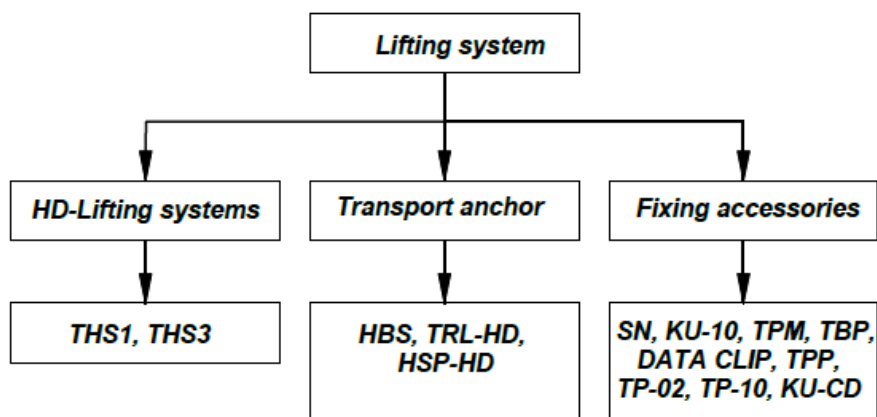 Lifting system
HD-Lifting systems
Transport anchor
Fixing accessories
THS1, THS3
HBS, TRL-HD,
HSP-HD
SN, KU-10, TPM, TBP,
DATA CLIP, TPP,
TP-02, TP-10, KU-CD